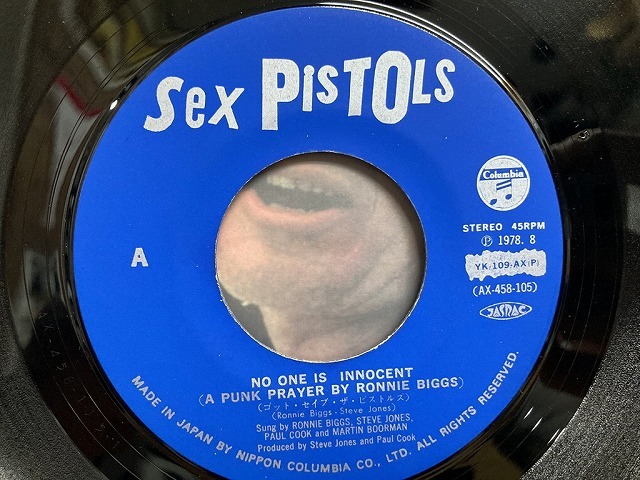 Sex PISTOLS
Columbia
STEREO 45RPM
Ⓟ 1978. 8
YK-109-AX(P)
(AX-458-105)
JASRAC
A
NO ONE IS INNOCENT
(A PUNK PRAYER BY RONNIE BIGGS)
(ゴット・セイブ・ザ・ピストルズ)
(Ronnie Biggs-Steve Jones)
Sung by RONNIE BIGGS, STEVE JONES,
PAUL COOK and MARTIN BOORMAN
Produced by Steve Jones and Paul Cook
MADE IN JAPAN BY NIPPON COLUMBIA CO., LTD. ALL RIGHTS RESERVED.